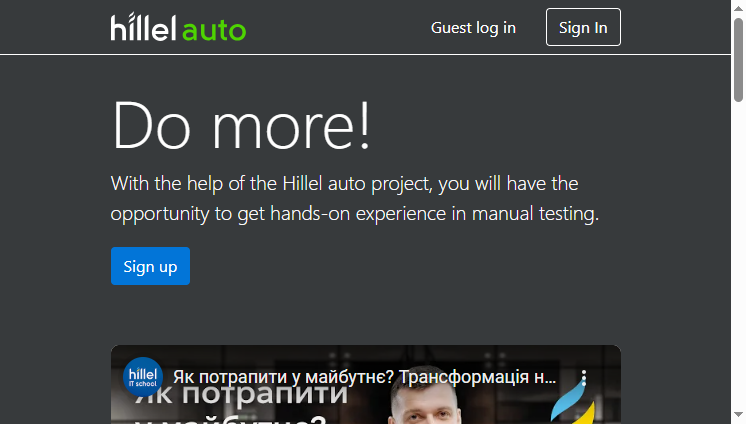 hillel auto
Guest log in
Sign In
Do more!
With the help of the Hillel auto project, you will have the
opportunity to get hands-on experience in manual testing.
Sign up
hillel
IT school
Як потрапити у майбутнє? Трансформація н...
Як потрапити
у майбутнє?